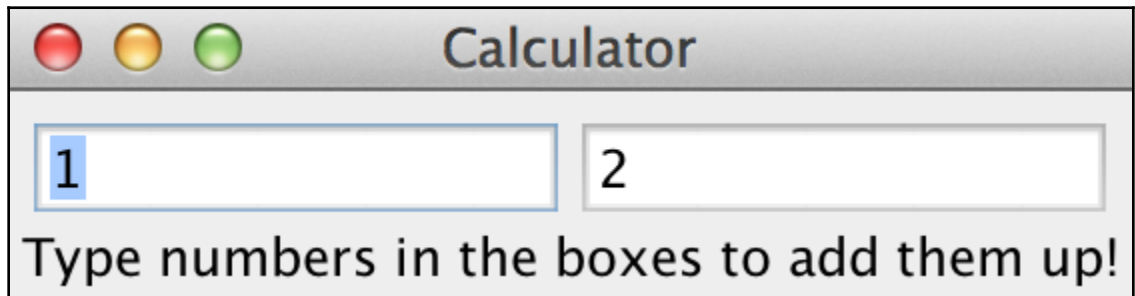 Calculator
1 2
Type numbers in the boxes to add them up!